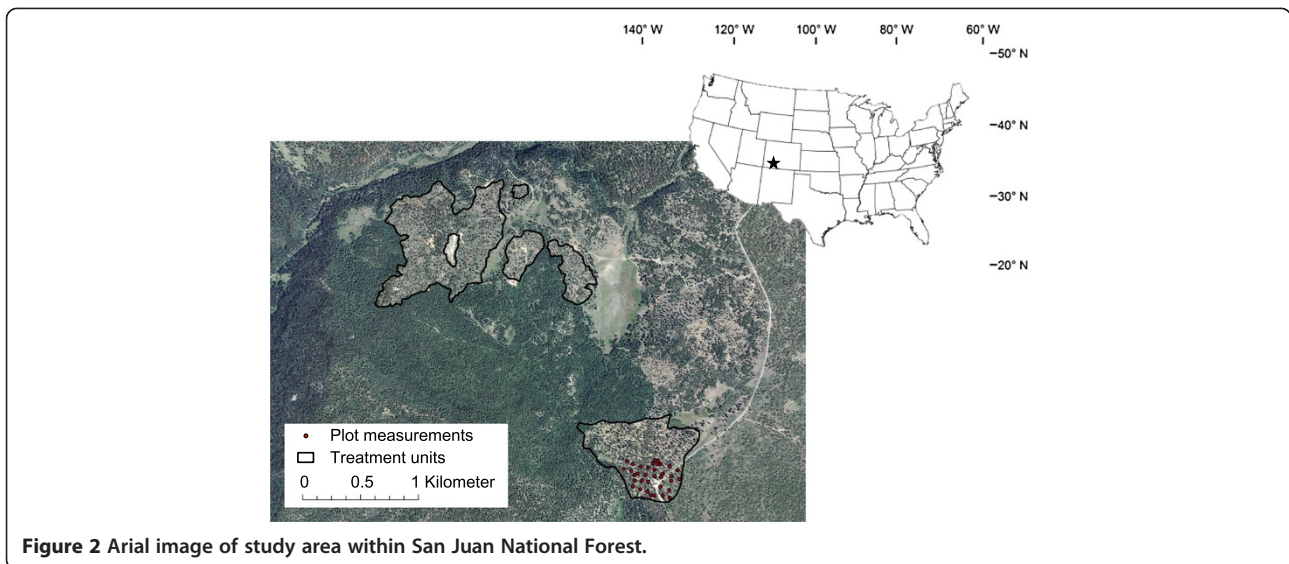 140° W 120° W 100° W 80° W 60° W
50° N
40° N
30° N
20° N
Plot measurements
Treatment units
0 0.5 1 Kilometer
Figure 2 Arial image of study area within San Juan National Forest.